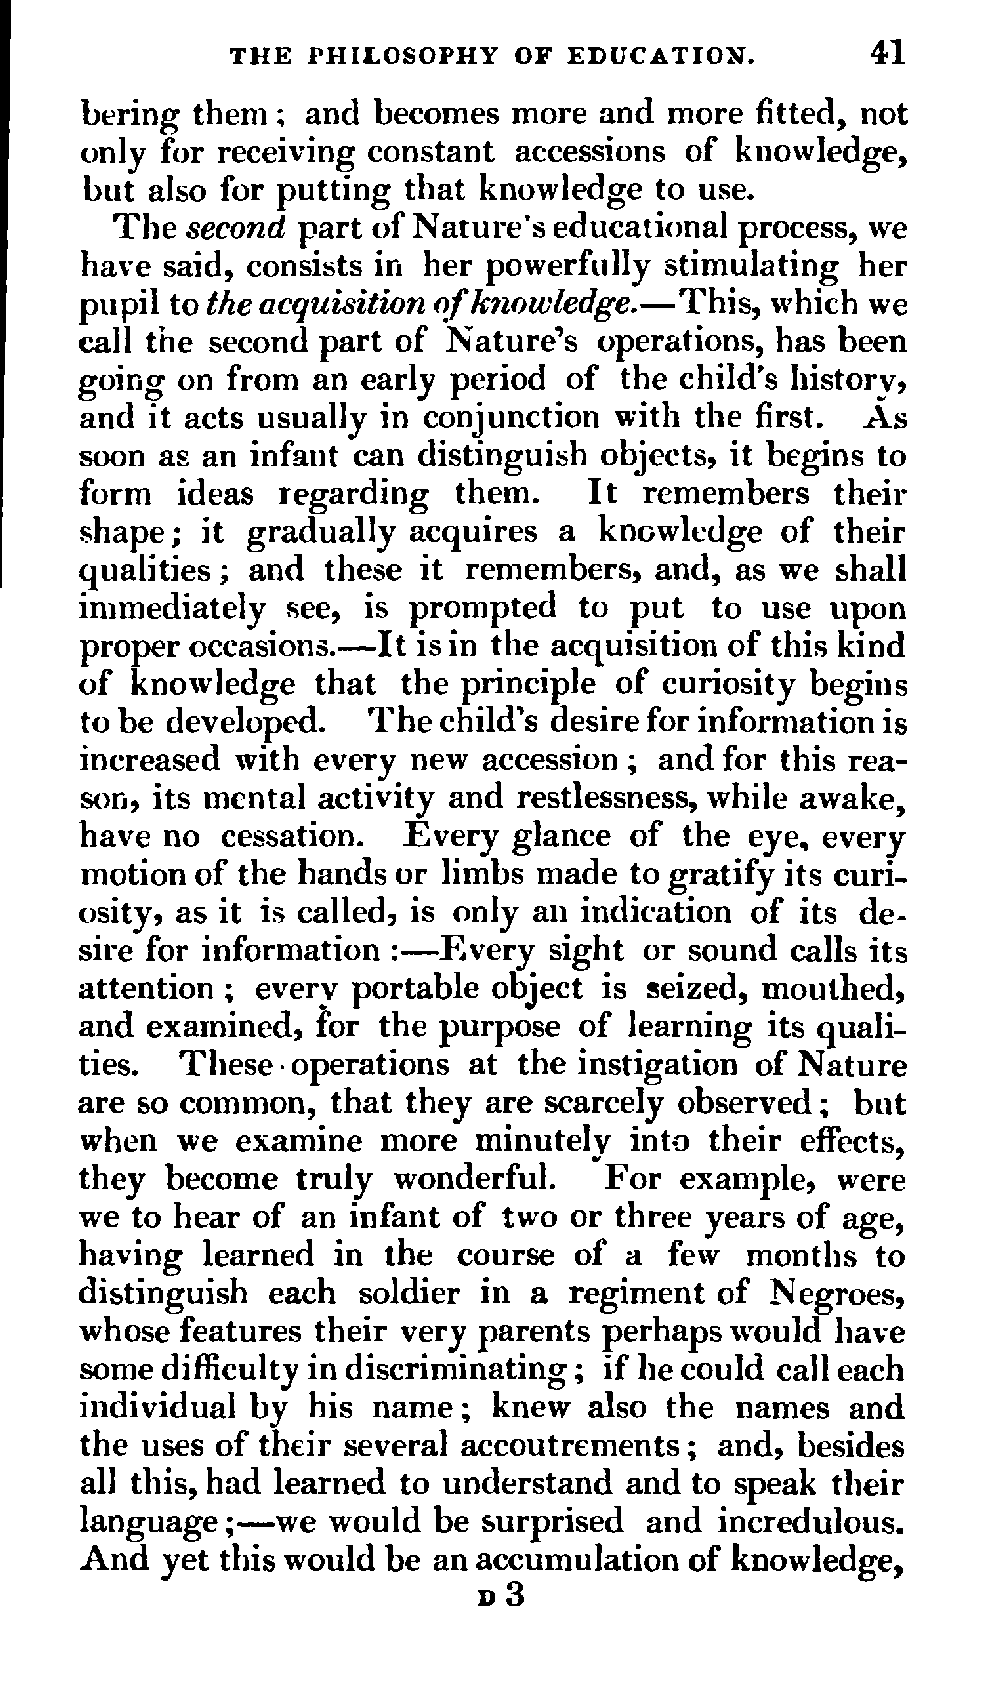 THE PHILOSOPHY OF EDUCATION. 41
bering them ; and becomes more and more fitted, not
only for receiving constant accessions of knowledge,
but also for putting that knowledge to use.
The second part of Nature's educational process, we
have said, consists in her powerfully stimulating her
pupil to the acquisition of knowledge.—This, which we
call the second part of Nature's operations, has been
going on from an early period of the child's history,
and it acts usually in conjunction with the first. As
soon as an infant can distinguish objects, it begins to
form ideas regarding them. It remembers their
shape; it gradually acquires a knowledge of their
qualities ; and these it remembers, and, as we shall
immediately see, is prompted to put to use upon
proper occasions.—It is in the acquisition of this kind
of knowledge that the principle of curiosity begins
to be developed. The child's desire for information is
increased with every new accession ; and for this rea-
son, its mental activity and restlessness, while awake,
have no cessation. Every glance of the eye, every
motion of the hands or limbs made to gratify its curi-
osity, as it is called, is only an indication of its de-
sire for information :—Every sight or sound calls its
attention ; every portable object is seized, mouthed,
and examined, for the purpose of learning its quali-
ties. These operations at the instigation of Nature
are so common, that they are scarcely observed; but
when we examine more minutely into their effects,
they become truly wonderful. For example, were
we to hear of an infant of two or three years of age,
having learned in the course of a few months to
distinguish each soldier in a regiment of Negroes,
whose features their very parents perhaps would have
some difficulty in discriminating; if he could call each
individual by his name; knew also the names and
the uses of their several accoutrements; and, besides
all this, had learned to understand and to speak their
language ;—we would be surprised and incredulous.
And yet this would be an accumulation of knowledge,
D 3